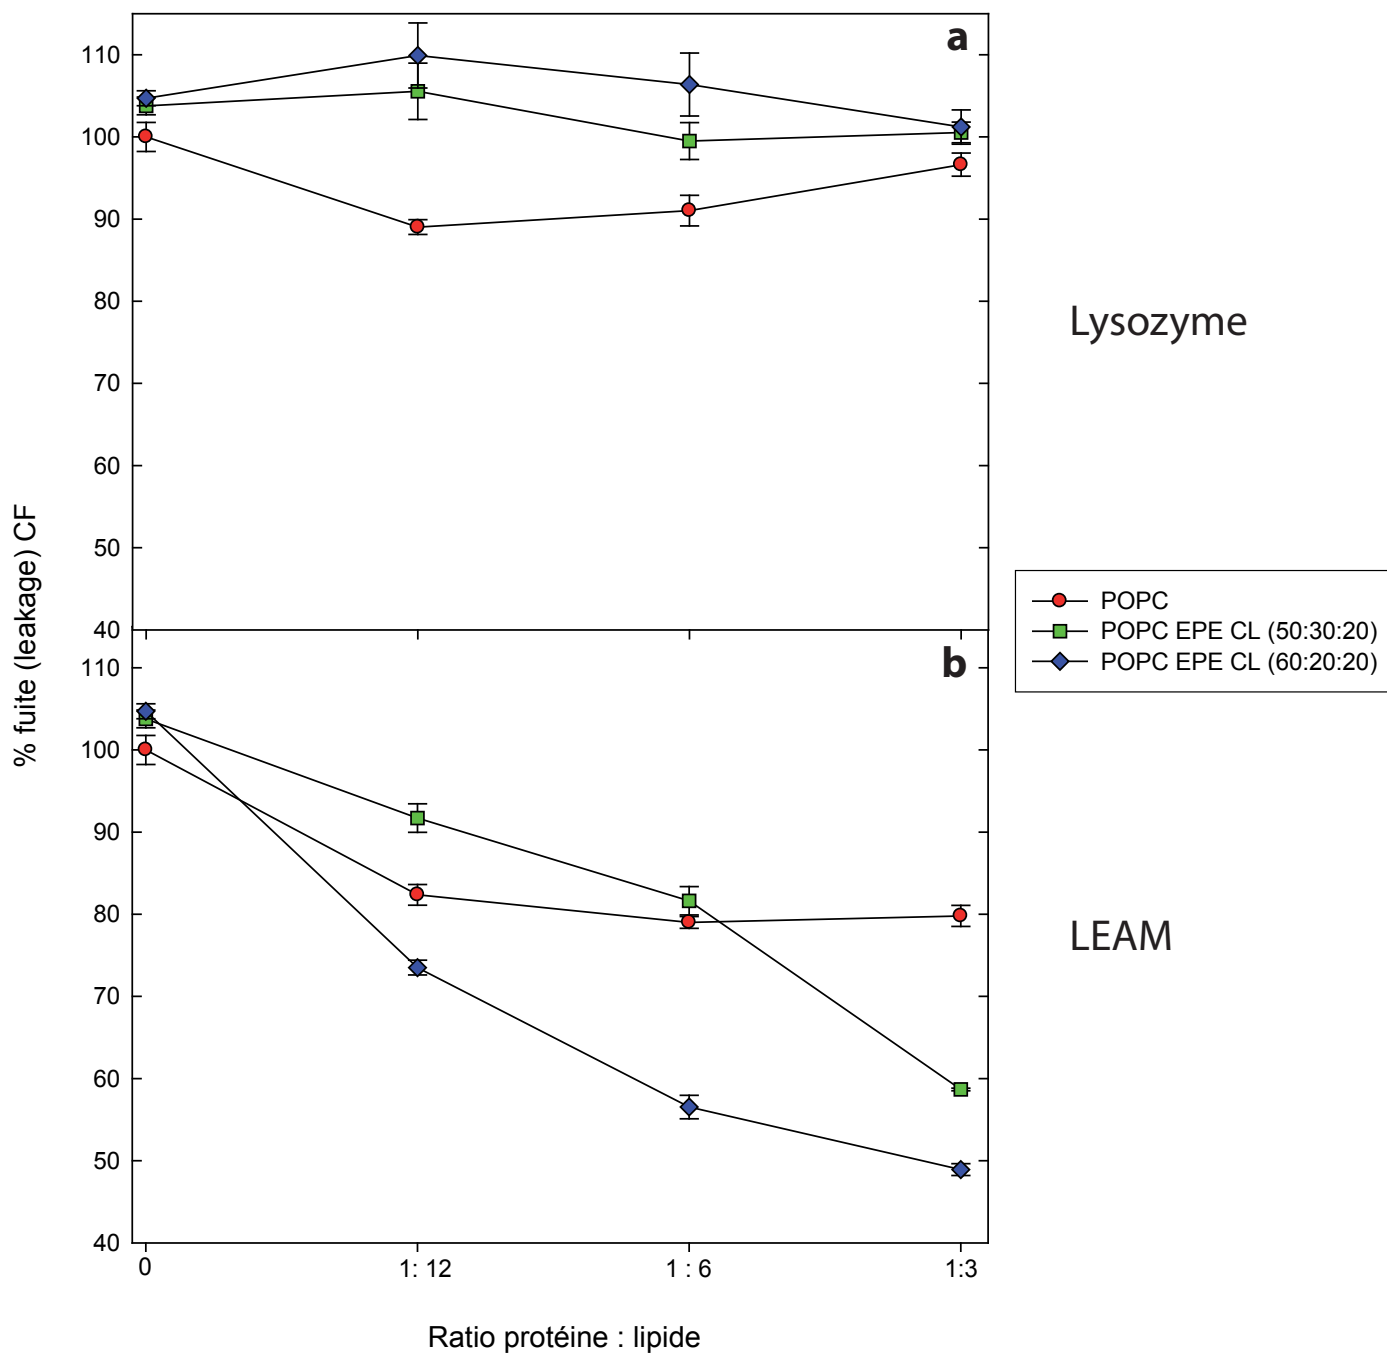 a
110
100
90
80
70
60
50
40
Lysozyme
% fuite (leakage) CF
POPC
POPC EPE CL (50:30:20)
POPC EPE CL (60:20:20)
b
110
100
90
80
70
60
50
40
LEAM
0 1: 12 1 : 6 1:3
Ratio protéine : lipide